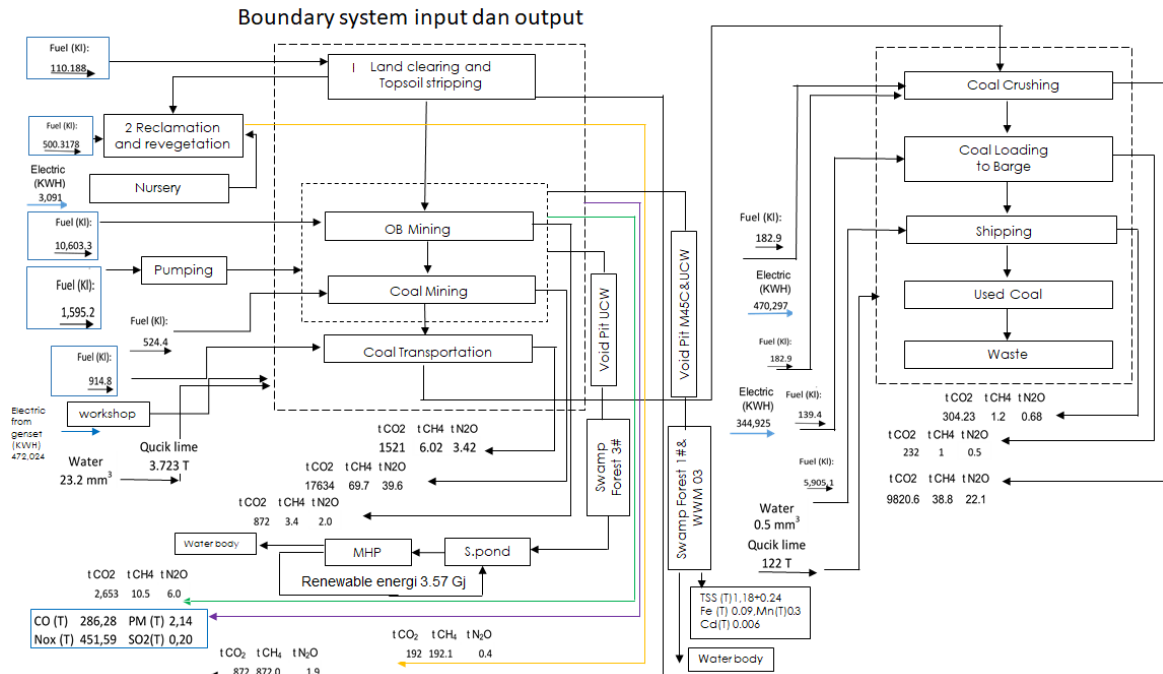 Boundary system input dan output
Fuel (Kl):
110.188
I Land clearing and
Topsoil stripping
Fuel (Kl):
500.3178
2 Reclamation
and revegetation
Electric
(KWH)
3,091
Nursery
Fuel (Kl):
10,603.3
OB Mining
Fuel (Kl):
1,595.2
Pumping
Coal Mining
Fuel (Kl):
524.4
Coal Transportation
Fuel (Kl):
914.8
workshop
Electric
from
genset
(KWH)
472,024
Qucik lime
3.723 T
Water
23.2 mm³
Void Pit UCW
Void Pit M45C&UCW
Swamp
Forest 3#
Swamp Forest 1#&
WWM 03
t CO2 t CH4 t N2O
1521 6.02 3.42
t CO2 t CH4 t N2O
17634 69.7 39.6
t CO2 t CH4 t N2O
872 3.4 2.0
Water body
MHP
S.pond
Renewable energi 3.57 Gj
t CO2 t CH4 t N2O
2,653 10.5 6.0
CO (T) 286,28 PM (T) 2,14
Nox (T) 451,59 SO2(T) 0,20
t CO₂ t CH₄ t N₂O
192 192.1 0.4
t CO₂ t CH₄ t N₂O
872 872.0 1.9
TSS (T)1,18+0.24
Fe (T) 0.09,Mn(T)0.3
Cd(T) 0.006
Water body
Coal Crushing
Coal Loading
to Barge
Shipping
Used Coal
Waste
Fuel (Kl):
182.9
Electric
(KWH)
470,297
Fuel (Kl):
182.9
Electric
(KWH)
344,925
Fuel (Kl):
139.4
Fuel (Kl):
5,905.1
Water
0.5 mm³
Qucik lime
122 T
t CO2 t CH4 t N2O
304.23 1.2 0.68
t CO2 t CH4 t N2O
232 1 0.5
t CO2 t CH4 t N2O
9820.6 38.8 22.1